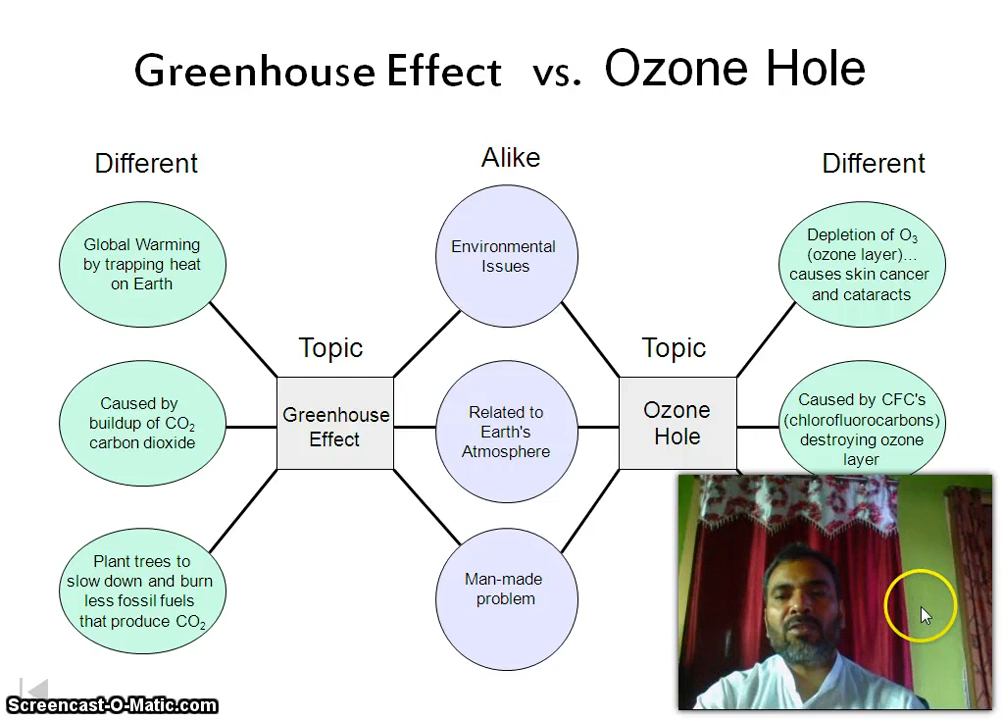 Greenhouse Effect vs. Ozone Hole
Different
Alike
Different
Global Warming
by trapping heat
on Earth
Environmental
Issues
Depletion of O₃
(ozone layer)...
causes skin cancer
and cataracts
Topic
Topic
Caused by
buildup of CO₂
carbon dioxide
Greenhouse
Effect
Related to
Earth's
Atmosphere
Ozone
Hole
Caused by CFC's
(chlorofluorocarbons)
destroying ozone
layer
Plant trees to
slow down and burn
less fossil fuels
that produce CO₂
Man-made
problem
Screencast-O-Matic.com